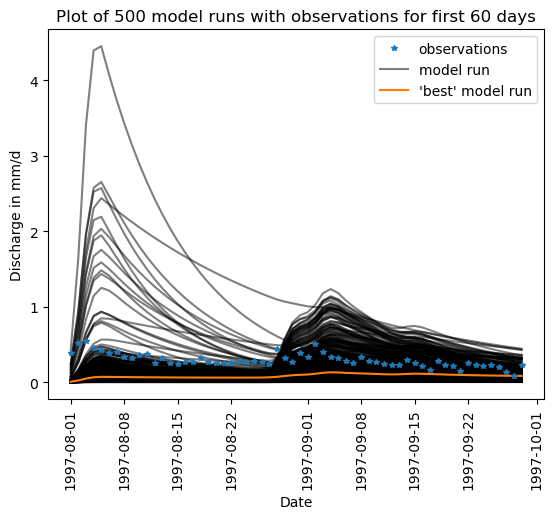 Plot of 500 model runs with observations for first 60 days
observations
model run
'best' model run
4
3
2
1
0
Discharge in mm/d
1997-08-01
1997-08-08
1997-08-15
1997-08-22
1997-09-01
1997-09-08
1997-09-15
1997-09-22
1997-10-01
Date